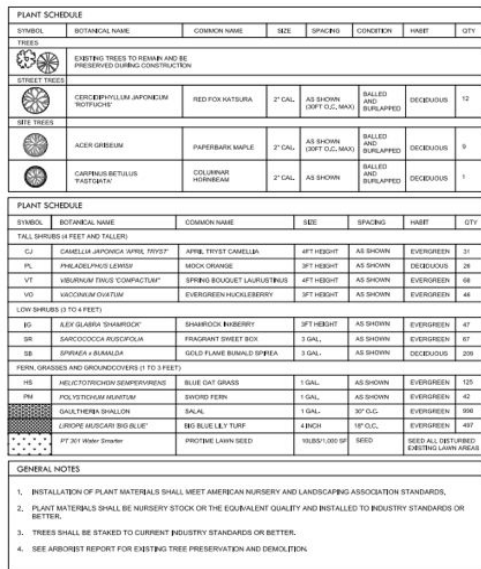 PLANT SCHEDULE
SYMBOL BOTANICAL NAME COMMON NAME SIZE SPACING CONDITION HABIT QTY
TREES
EXISTING TREES TO REMAIN AND BE
PRESERVED DURING CONSTRUCTION
STREET TREES
CERCIDIPHYLLUM JAPONICUM
'ROTFUCHS' RED FOX KATSURA 2" CAL. AS SHOWN
(30FT O.C. MAX) BALLED
AND
BURLAPPED DECIDUOUS 12
SITE TREES
ACER GRISEUM PAPERBARK MAPLE 2" CAL. AS SHOWN
(30FT O.C. MAX) BALLED
AND
BURLAPPED DECIDUOUS 9
CARPINUS BETULUS
'FASTGIATA' COLUMNAR
HORNBEAM 2" CAL. AS SHOWN BALLED
AND
BURLAPPED DECIDUOUS 1
PLANT SCHEDULE
SYMBOL BOTANICAL NAME COMMON NAME SIZE SPACING HABIT QTY
TALL SHRUBS (4 FEET AND TALLER)
CJ CAMELLIA JAPONICA 'APRIL TRYST' APRIL TRYST CAMELLIA 4FT HEIGHT AS SHOWN EVERGREEN 31
PL PHILADELPHUS LEWISII MOCK ORANGE 3FT HEIGHT AS SHOWN DECIDUOUS 28
VT VIBURNUM TINUS 'COMPACTUM' SPRING BOUQUET LAURUSTINUS 4FT HEIGHT AS SHOWN EVERGREEN 68
VO VACCINIUM OVATUM EVERGREEN HUCKLEBERRY 3FT HEIGHT AS SHOWN EVERGREEN 46
LOW SHRUBS (3 TO 4 FEET)
IG ILEX GLABRA 'SHAMROCK' SHAMROCK INKBERRY 3FT HEIGHT AS SHOWN EVERGREEN 47
SR SARCOCOCCA RUSCIFOLIA FRAGRANT SWEET BOX 3 GAL. AS SHOWN EVERGREEN 67
SB SPIRAEA x BUMALDA GOLD FLAME BUMALD SPIREA 3 GAL. AS SHOWN DECIDUOUS 209
FERN, GRASSES AND GROUNDCOVERS (1 TO 3 FEET)
HS HELICTOTRICHON SEMPERVIRENS BLUE OAT GRASS 1 GAL. AS SHOWN EVERGREEN 125
PM POLYSTICHUM MUNITUM SWORD FERN 1 GAL. AS SHOWN EVERGREEN 42
GAULTHERIA SHALLON SALAL 1 GAL. 30" O.C. EVERGREEN 998
LIRIOPE MUSCARI 'BIG BLUE' BIG BLUE LILY TURF 4 INCH 18" O.C. EVERGREEN 497
PT 301 Water Smarter PROTIME LAWN SEED 10LBS/1,000 SF SEED SEED ALL DISTURBED
EXISTING LAWN AREAS
GENERAL NOTES
1. INSTALLATION OF PLANT MATERIALS SHALL MEET AMERICAN NURSERY AND LANDSCAPING ASSOCIATION STANDARDS.
2. PLANT MATERIALS SHALL BE NURSERY STOCK OR THE EQUIVALENT QUALITY AND INSTALLED TO INDUSTRY STANDARDS OR
BETTER.
3. TREES SHALL BE STAKED TO CURRENT INDUSTRY STANDARDS OR BETTER.
4. SEE ARBORIST REPORT FOR EXISTING TREE PRESERVATION AND DEMOLITION.